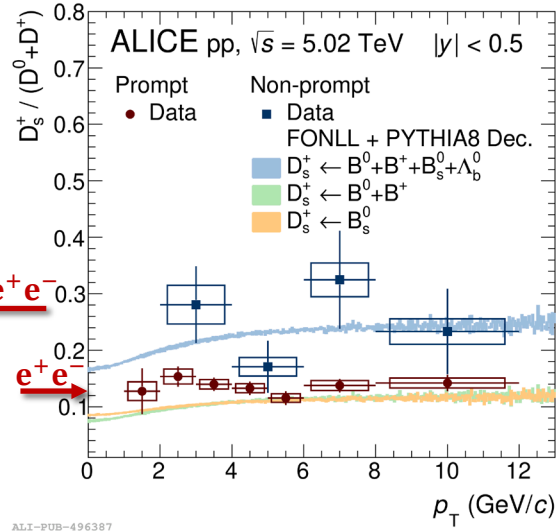 ALICE pp, √s = 5.02 TeV |y| < 0.5
Prompt
Data
Non-prompt
Data
FONLL + PYTHIA8 Dec.
D_s^+ ← B^0+B^++B_s^0+Λ_b^0
D_s^+ ← B^0+B^+
D_s^+ ← B_s^0
D_s^+ / (D^0+D^+)
0.8
0.7
0.6
0.5
0.4
0.3
0.2
0.1
e^+e^-
e^+e^-
0 2 4 6 8 10 12
p_T (GeV/c)
ALI-PUB-496387